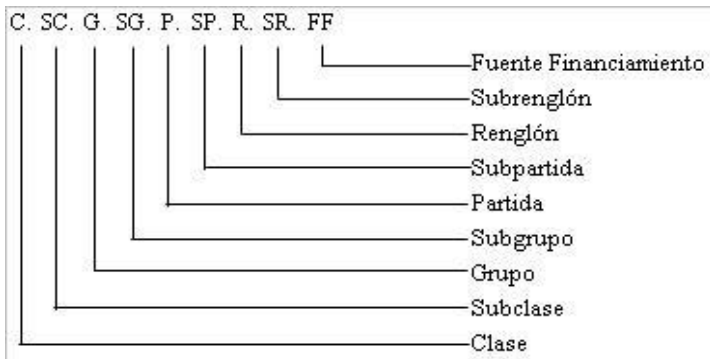 C. SC. G. SG. P. SP. R. SR. FF
Fuente Financiamiento
Subrenglón
Renglón
Subpartida
Partida
Subgrupo
Grupo
Subclase
Clase